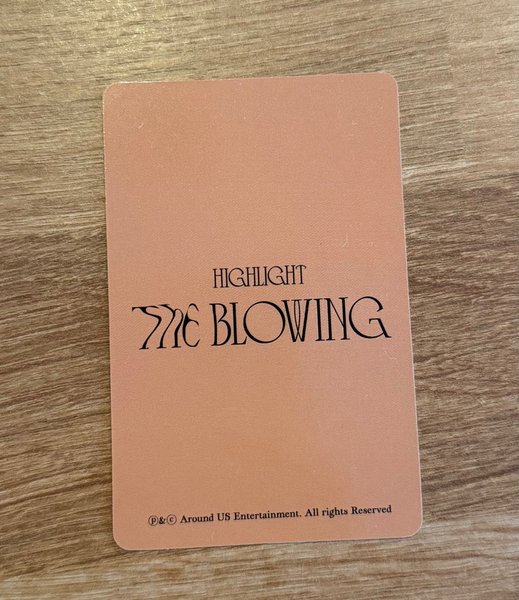 HIGHLIGHT
THE BLOWING
ⓟ&ⓒ Around US Entertainment. All rights Reserved